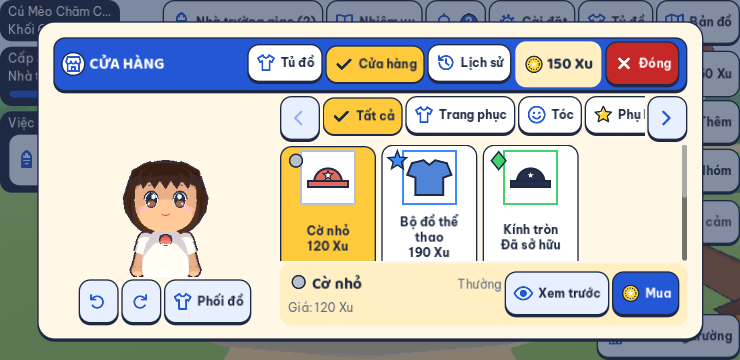 Cú Mèo Chăm C...
Nhà trường giao (2)
Nhiệm vụ
Cài đặt
Tủ đồ
Bản đồ
Khối
Cấp
Nhà t
Việc
CỬA HÀNG
Tủ đồ
Cửa hàng
Lịch sử
150 Xu
Đóng
Tất cả
Trang phục
Tóc
Phụ
Cờ nhỏ
120 Xu
Bộ đồ thể
thao
190 Xu
Kính tròn
Đã sở hữu
Cờ nhỏ
Thường
Giá: 120 Xu
Xem trước
Mua
Phối đồ
Xu
Thêm
hóm
cảm
rường